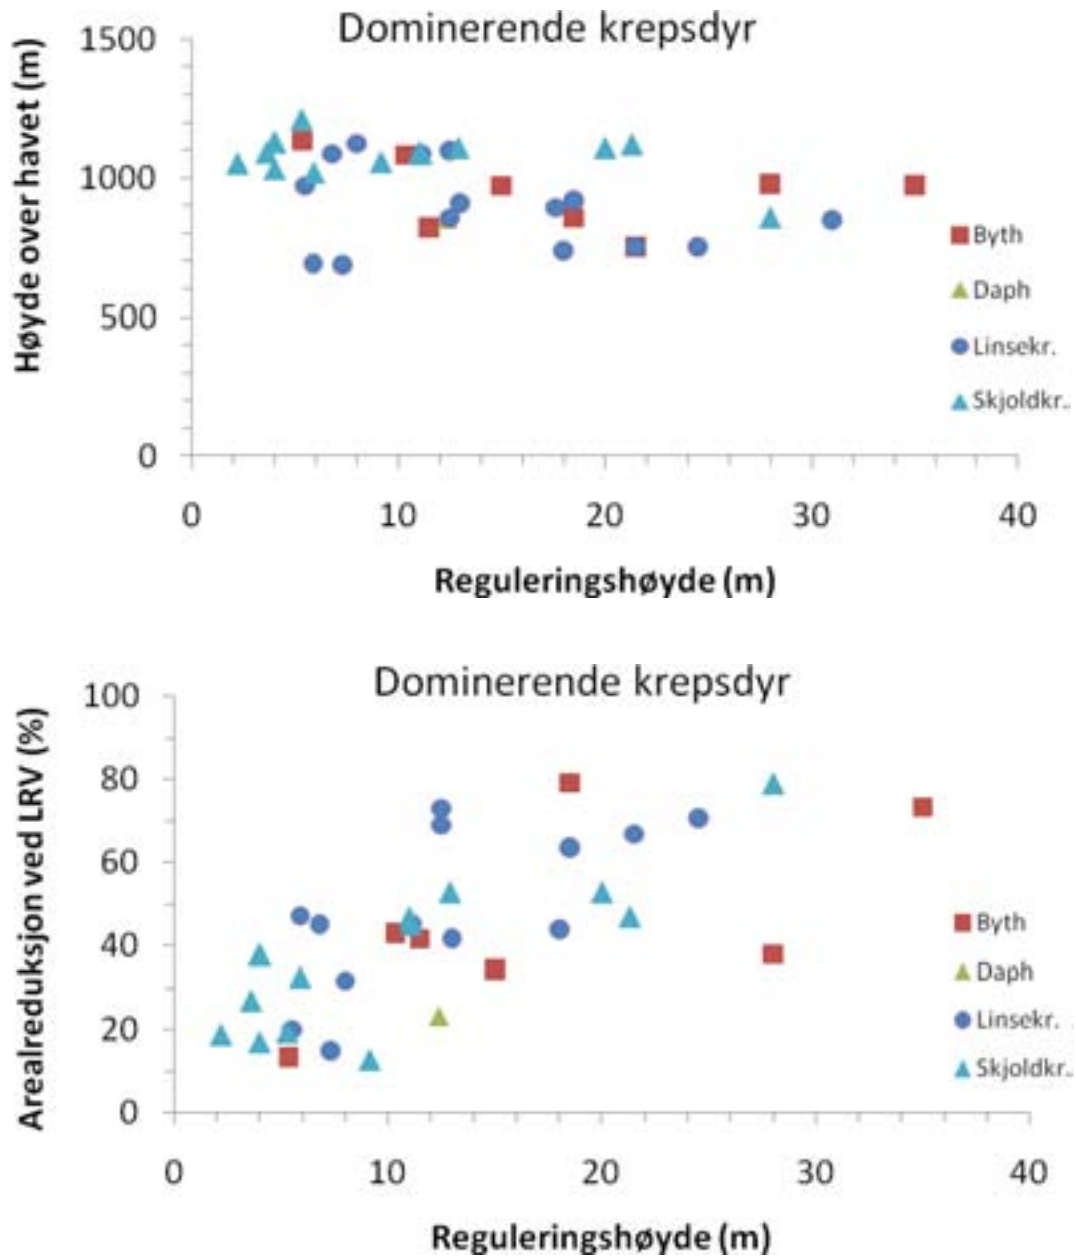 Dominerende krepsdyr
Høyde over havet (m)
1500
1000
500
0
0 10 20 30 40
Reguleringshøyde (m)
Byth
Daph
Linsekr.
Skjoldkr.
Dominerende krepsdyr
Arealreduksjon ved LRV (%)
100
80
60
40
20
0
0 10 20 30 40
Reguleringshøyde (m)
Byth
Daph
Linsekr.
Skjoldkr.